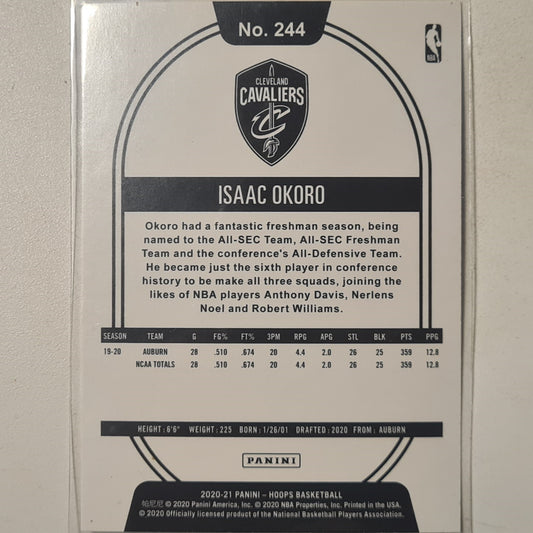 No. 244
NBA
CLEVELAND
CAVALIERS
C
ISAAC OKORO
Okoro had a fantastic freshman season, being
named to the All-SEC Team, All-SEC Freshman
Team and the conference's All-Defensive Team.
He became just the sixth player in conference
history to be make all three squads, joining the
likes of NBA players Anthony Davis, Nerlens
Noel and Robert Williams.
SEASON TEAM G FG% FT% 3PM RPG APG STL BLK PTS PPG
19-20 AUBURN 28 .510 .674 20 4.4 2.0 26 25 359 12.8
NCAA TOTALS 28 .510 .674 20 4.4 2.0 26 25 359 12.8
HEIGHT: 6'6" WEIGHT: 225 BORN: 1/26/01 DRAFTED: 2020 FROM: AUBURN
PANINI
2020-21 PANINI – HOOPS BASKETBALL
帕尼尼 © 2020 Panini America, Inc. © 2020 NBA Properties, Inc. Printed in the USA.
© 2020 Officially licensed product of the National Basketball Players Association.